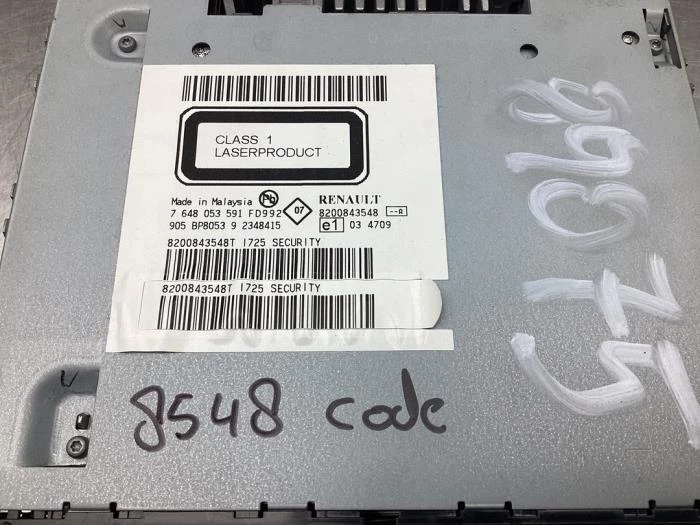 CLASS 1
LASERPRODUCT
Made in Malaysia Pb RENAULT
7 648 053 591 FD992 07 8200843548 --A
905 BP8053 9 2348415 e1 03 4709
8200843548T I725 SECURITY
8200843548T I725 SECURITY
8548 code
89075